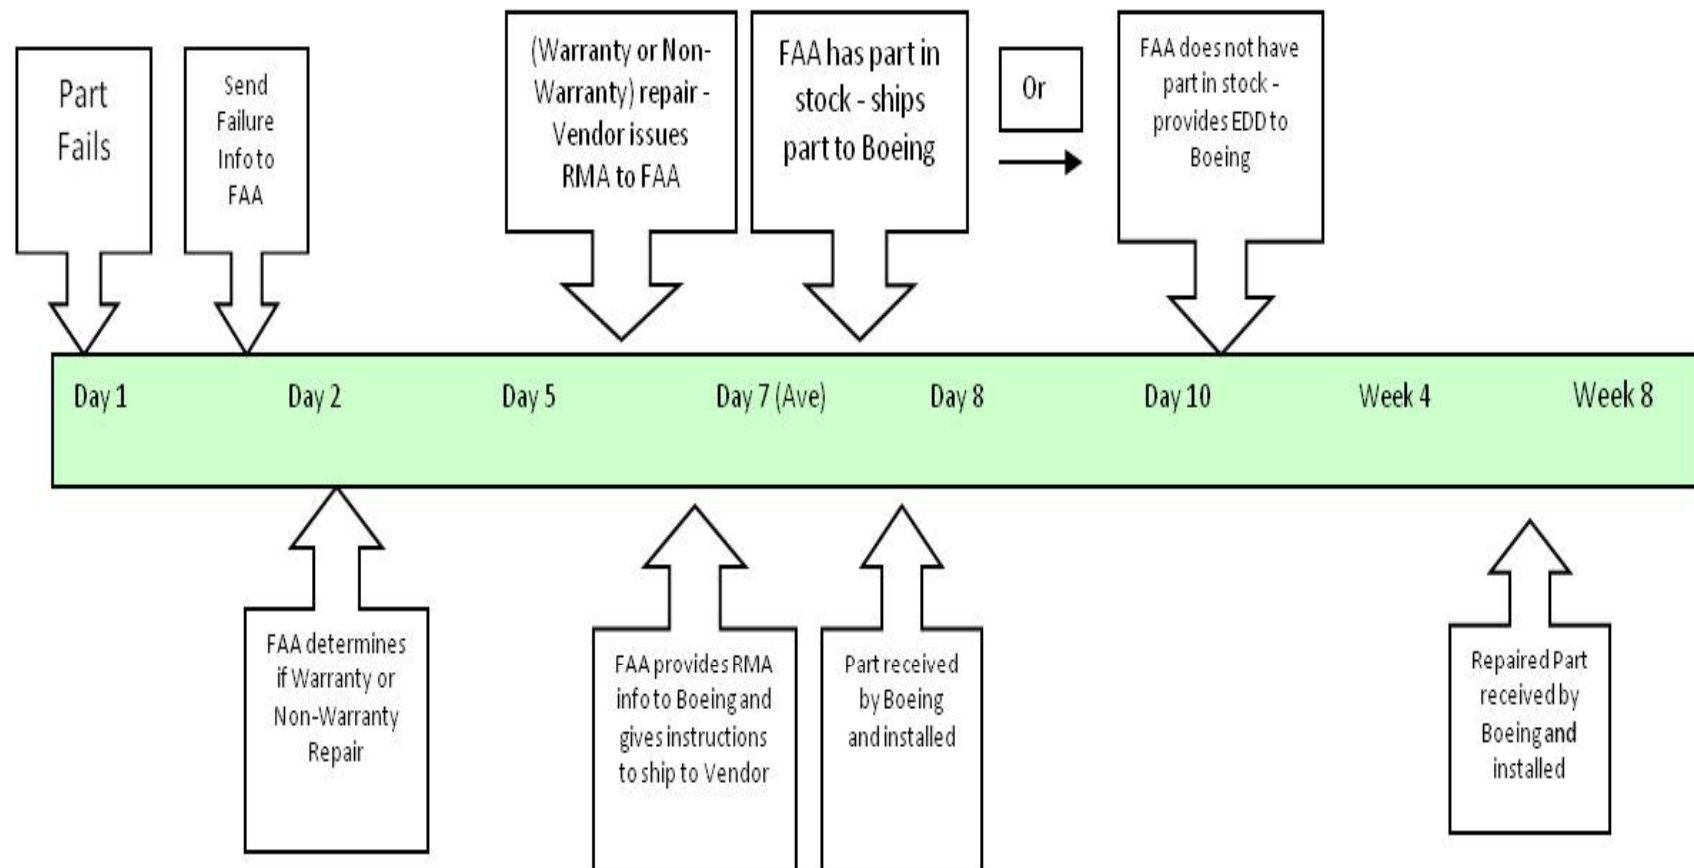 Part
Fails
Send
Failure
Info to
FAA
(Warranty or Non-
Warranty) repair -
Vendor issues
RMA to FAA
FAA has part in
stock - ships
part to Boeing
Or
FAA does not have
part in stock -
provides EDD to
Boeing
Day 1
Day 2
Day 5
Day 7 (Ave)
Day 8
Day 10
Week 4
Week 8
FAA determines
if Warranty or
Non-Warranty
Repair
FAA provides RMA
info to Boeing and
gives instructions
to ship to Vendor
Part received
by Boeing
and installed
Repaired Part
received by
Boeing and
installed